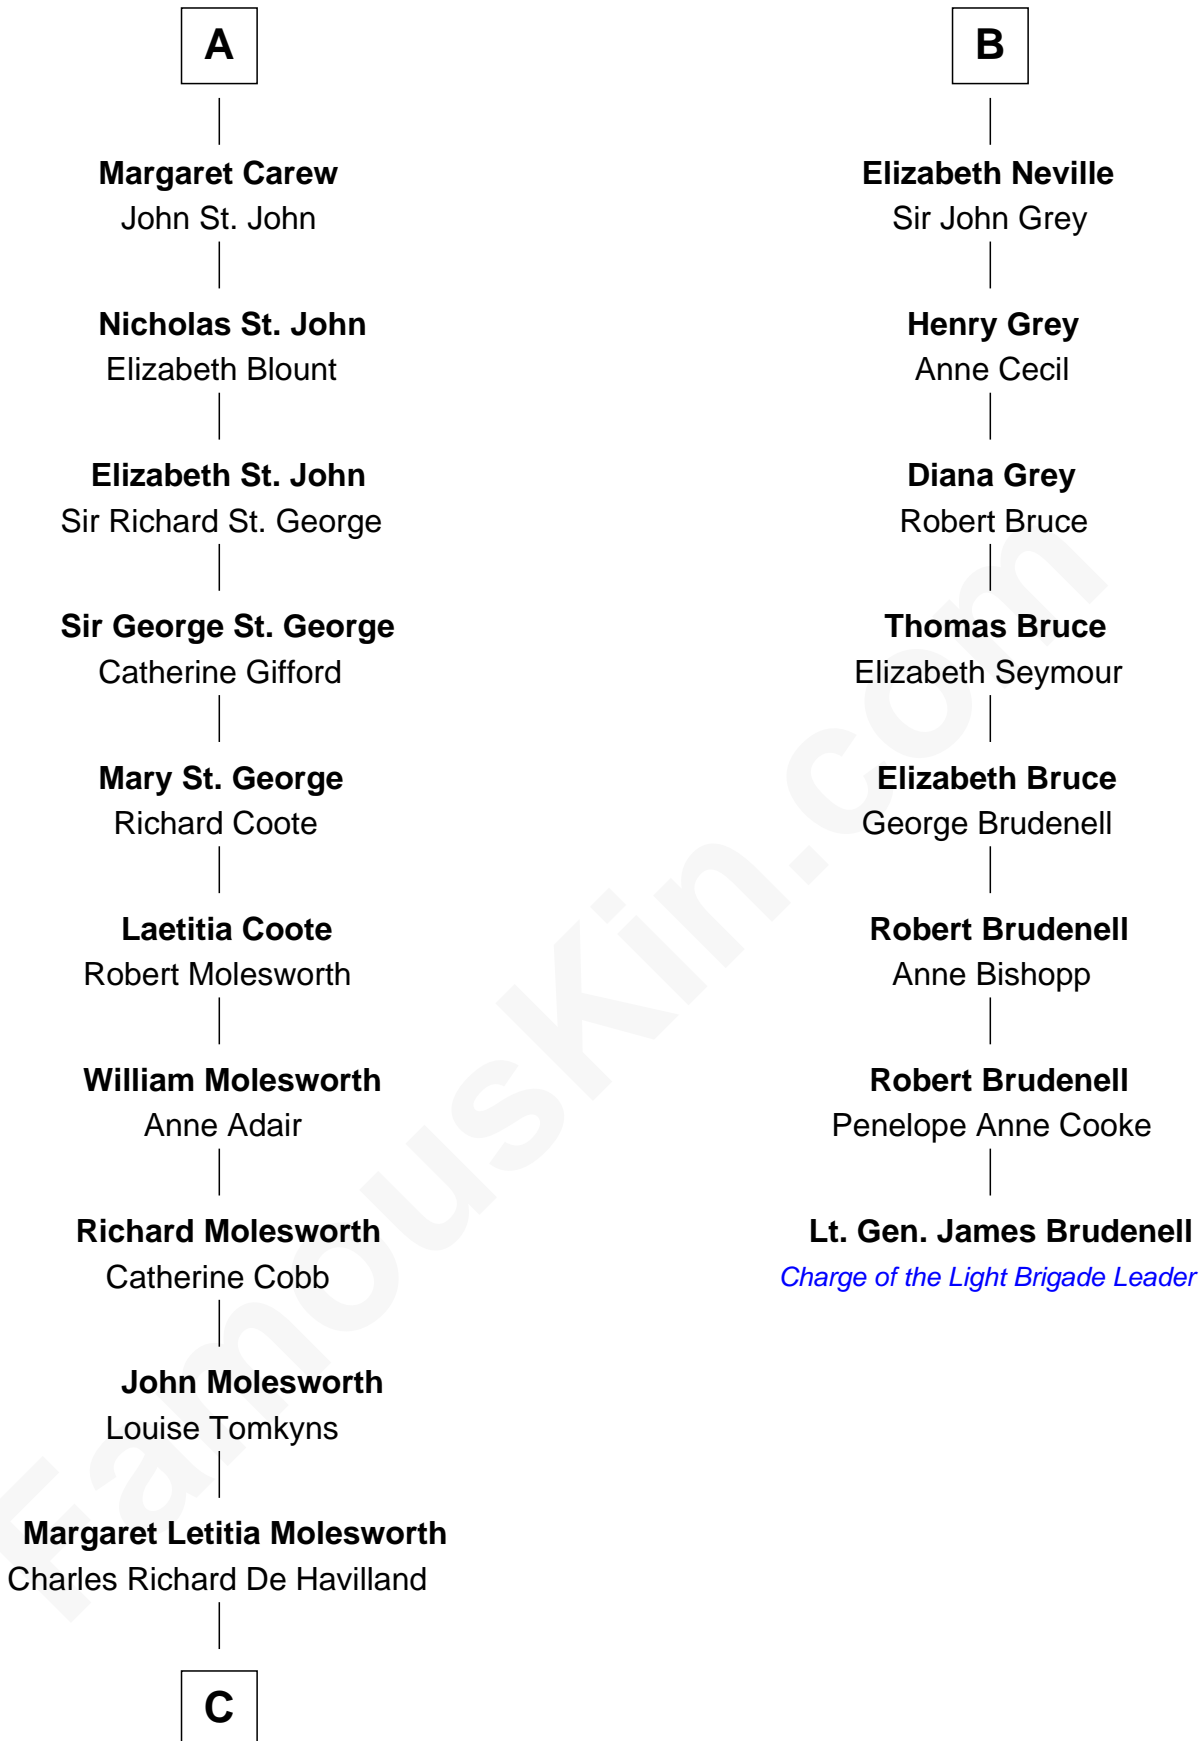 A
Margaret Carew
John St. John
Nicholas St. John
Elizabeth Blount
Elizabeth St. John
Sir Richard St. George
Sir George St. George
Catherine Gifford
Mary St. George
Richard Coote
Laetitia Coote
Robert Molesworth
William Molesworth
Anne Adair
Richard Molesworth
Catherine Cobb
John Molesworth
Louise Tomkyns
Margaret Letitia Molesworth
Charles Richard De Havilland
C
B
Elizabeth Neville
Sir John Grey
Henry Grey
Anne Cecil
Diana Grey
Robert Bruce
Thomas Bruce
Elizabeth Seymour
Elizabeth Bruce
George Brudenell
Robert Brudenell
Anne Bishopp
Robert Brudenell
Penelope Anne Cooke
Lt. Gen. James Brudenell
Charge of the Light Brigade Leader
FamousKin.com